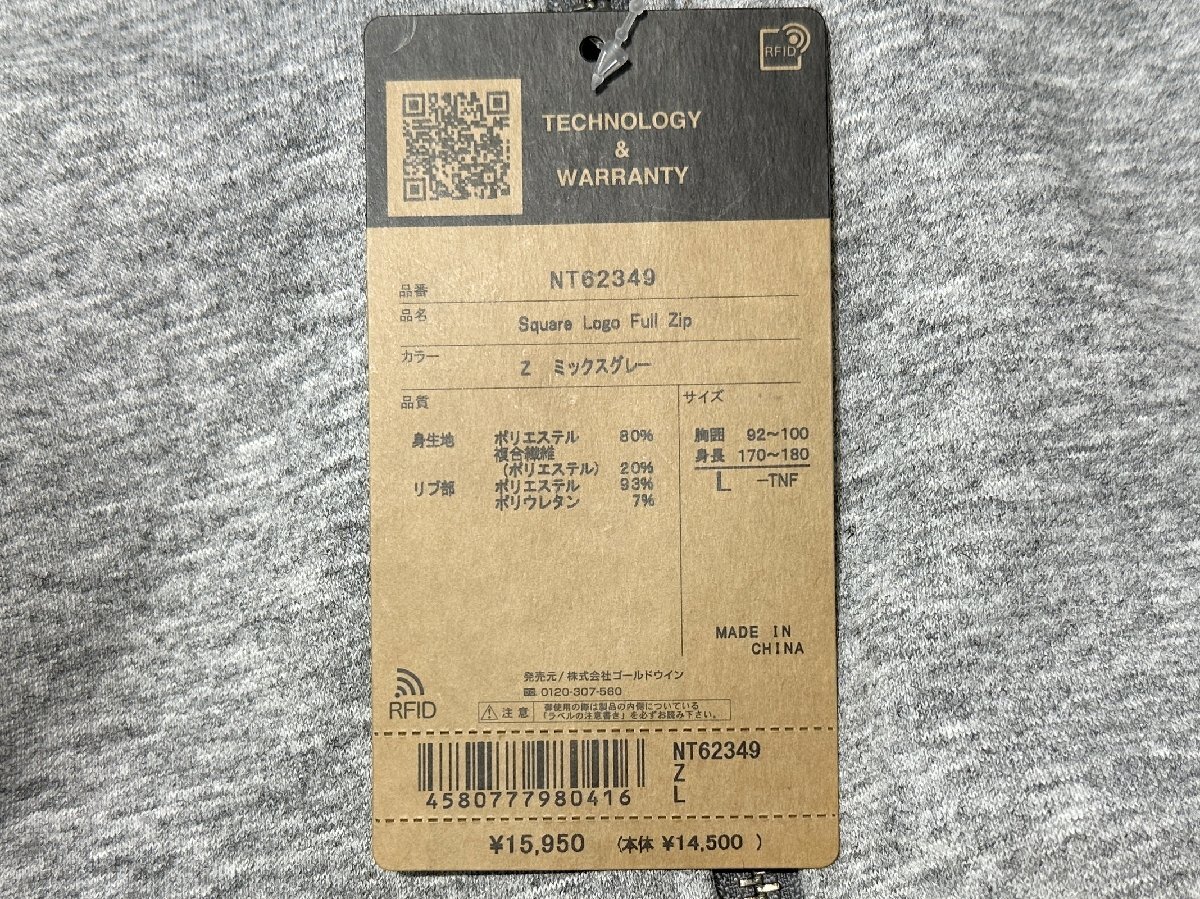 RFID
TECHNOLOGY
&
WARRANTY
品番 NT62349
品名 Square Logo Full Zip
カラー Z ミックスグレー
品質
身生地 ポリエステル 80%
複合繊維
(ポリエステル) 20%
リブ部 ポリエステル 93%
ポリウレタン 7%
サイズ
胸囲 92~100
身長 170~180
L -TNF
MADE IN
CHINA
発売元/株式会社ゴールドウイン
0120-307-560
RFID
注意 御使用の際は製品の内側についている
「ラベルの注意書き」を必ずお読み下さい。
4580777980416
NT62349
Z
L
¥15,950 (本体 ¥14,500 )